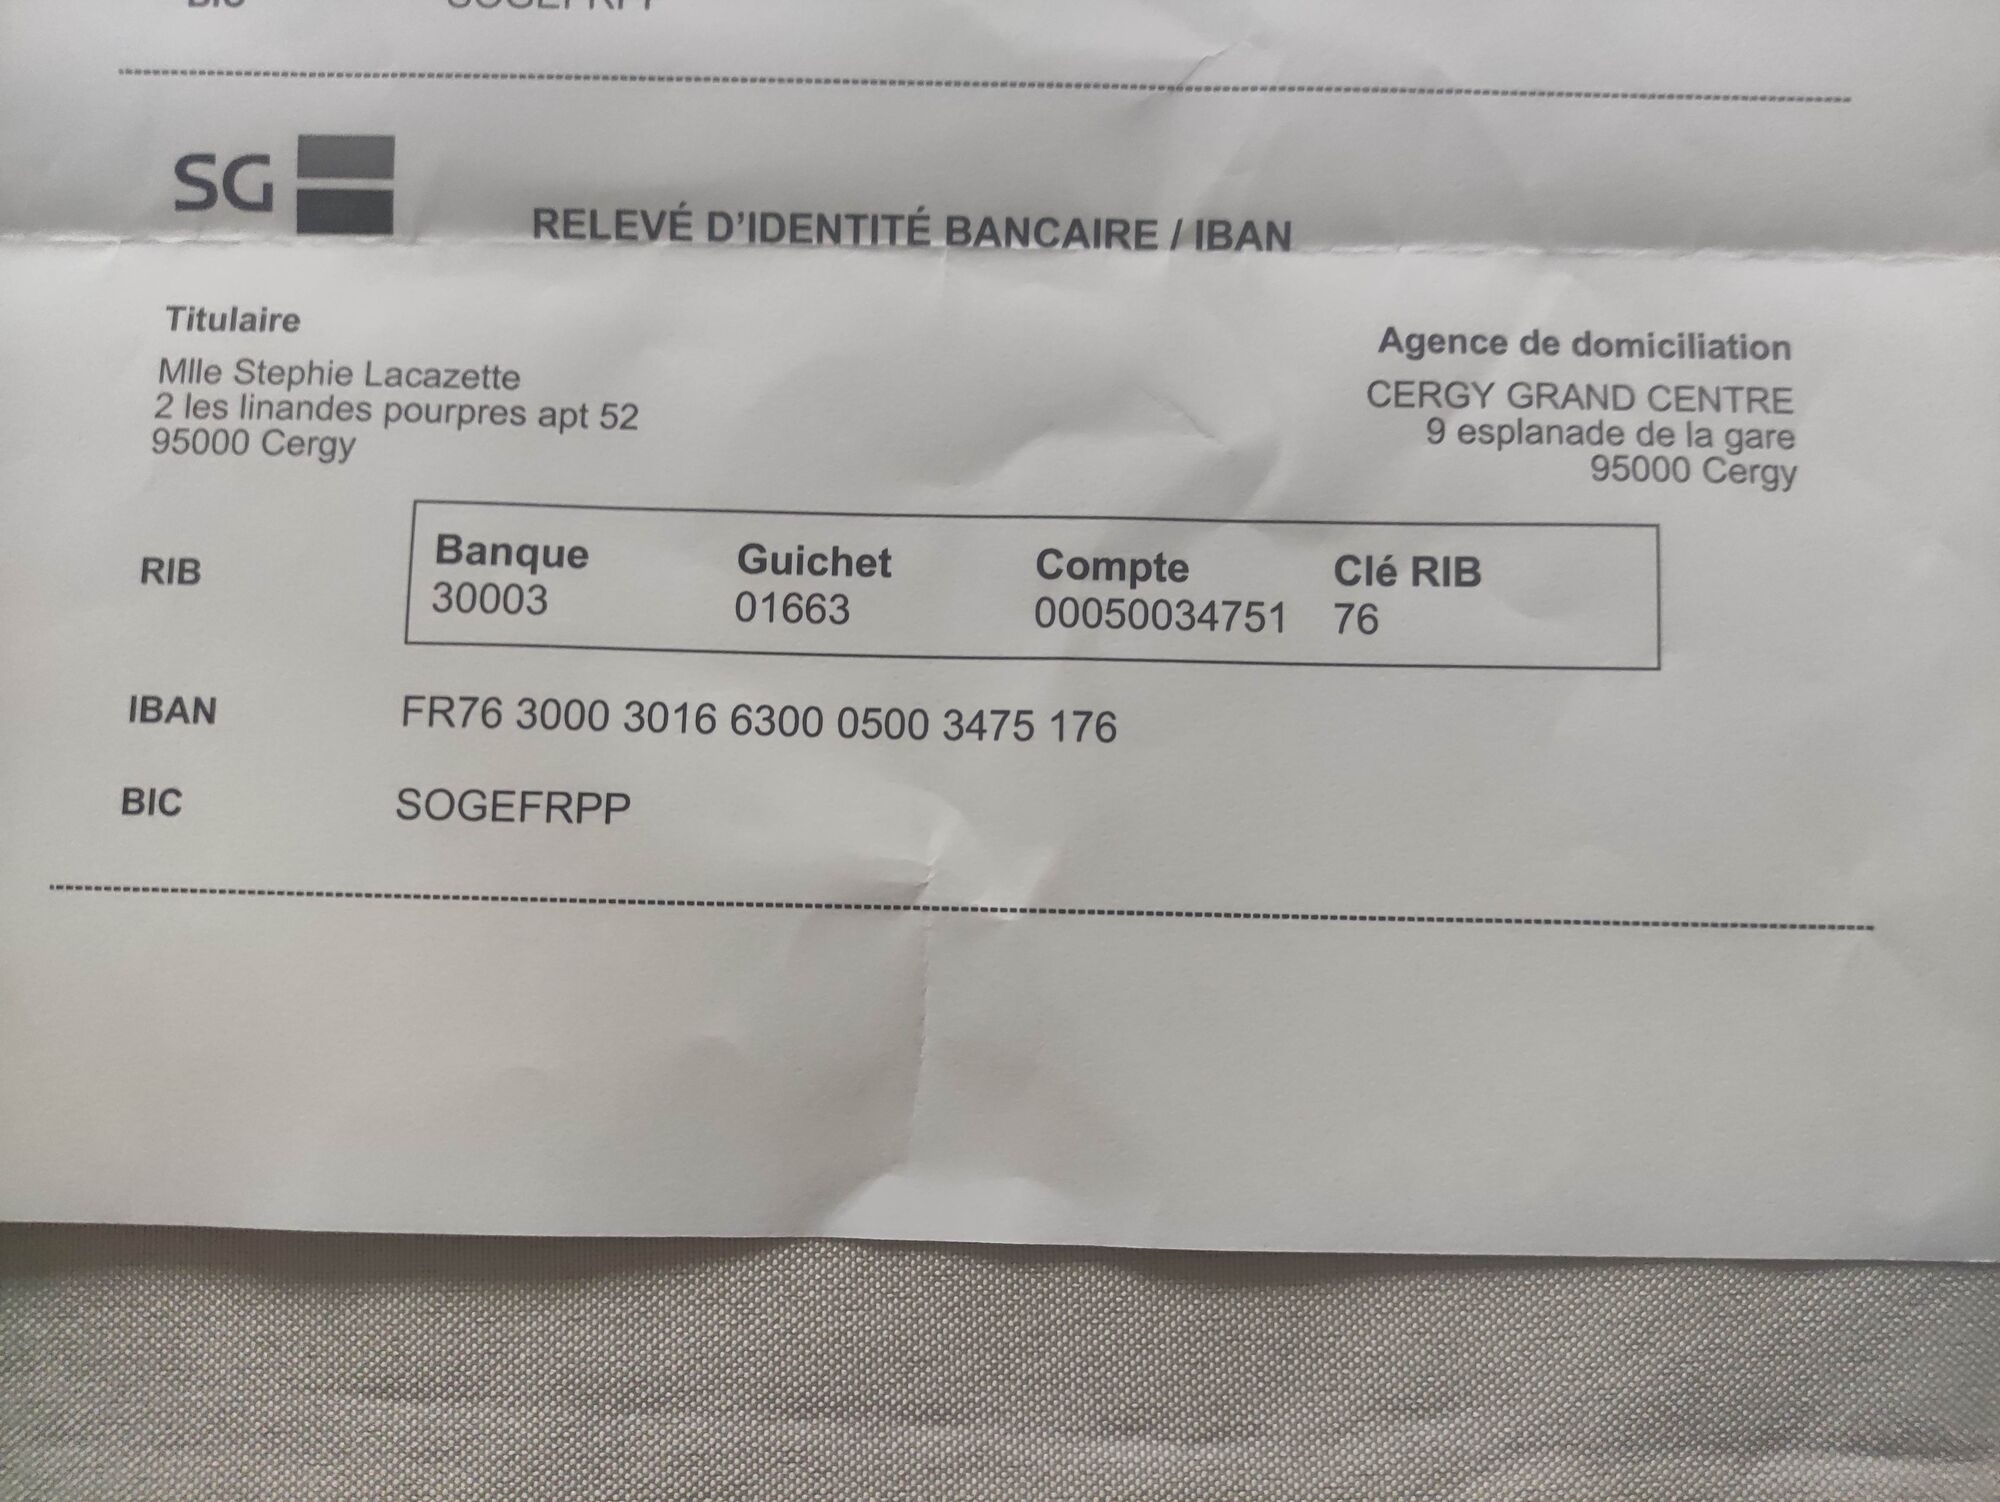 SG
RELEVÉ D'IDENTITÉ BANCAIRE / IBAN
Titulaire
Mlle Stephie Lacazette
2 les linandes pourpres apt 52
95000 Cergy
Agence de domiciliation
CERGY GRAND CENTRE
9 esplanade de la gare
95000 Cergy
RIB
Banque Guichet Compte Clé RIB
30003 01663 00050034751 76
IBAN FR76 3000 3016 6300 0500 3475 176
BIC SOGEFRPP